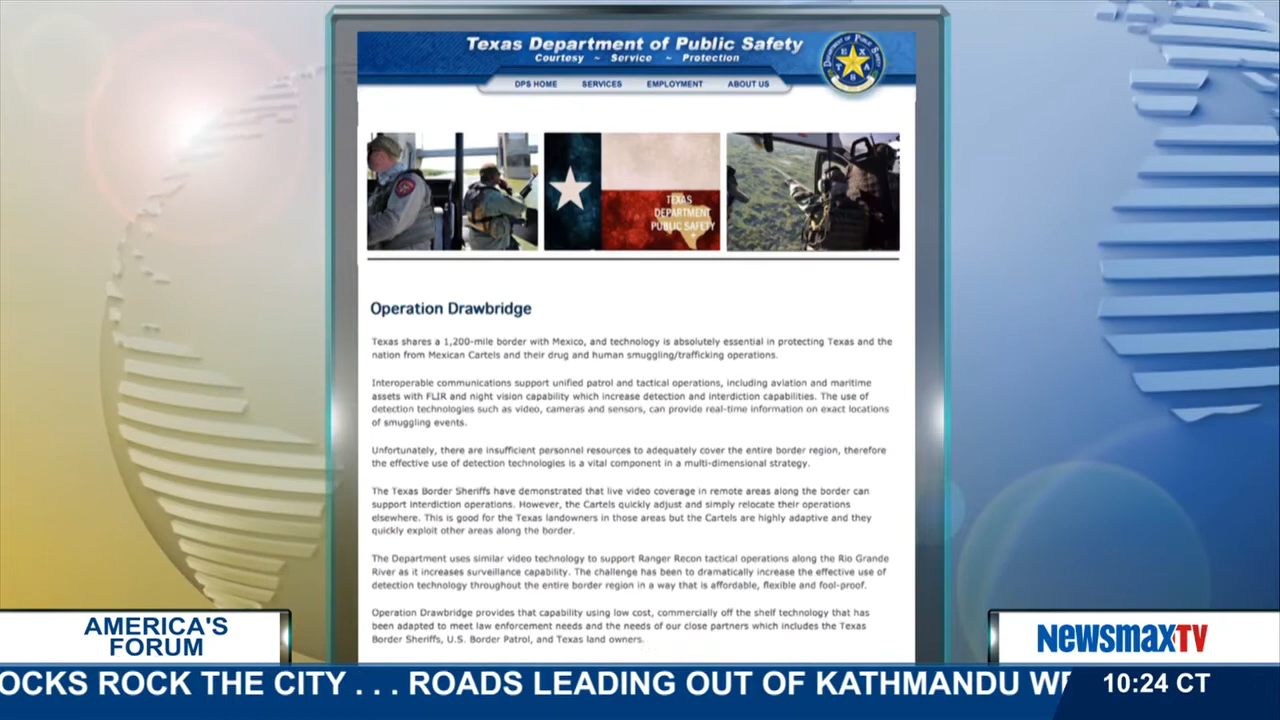 Texas Department of Public Safety
Courtesy ~ Service ~ Protection
DPS HOME SERVICES EMPLOYMENT ABOUT US
TEXAS
DEPARTMENT
PUBLIC SAFETY
Operation Drawbridge
Texas shares a 1,200-mile border with Mexico, and technology is absolutely essential in protecting Texas and the
nation from Mexican Cartels and their drug and human smuggling/trafficking operations.
Interoperable communications support unified patrol and tactical operations, including aviation and maritime
assets with FLIR and night vision capability which increase detection and interdiction capabilities. The use of
detection technologies such as video, cameras and sensors, can provide real-time information on exact locations
of smuggling events.
Unfortunately, there are insufficient personnel resources to adequately cover the entire border region, therefore
the effective use of detection technologies is a vital component in a multi-dimensional strategy.
The Texas Border Sheriffs have demonstrated that live video coverage in remote areas along the border can
support interdiction operations. However, the Cartels quickly adjust and simply relocate their operations
elsewhere. This is good for the Texas landowners in those areas but the Cartels are highly adaptive and they
quickly exploit other areas along the border.
The Department uses similar video technology to support Ranger Recon tactical operations along the Rio Grande
River as it increases surveillance capability. The challenge has been to dramatically increase the effective use of
detection technology throughout the entire border region in a way that is affordable, flexible and fool-proof.
Operation Drawbridge provides that capability using low cost, commercially off the shelf technology that has
been adapted to meet law enforcement needs and the needs of our close partners which includes the Texas
Border Sheriffs, U.S. Border Patrol, and Texas land owners.
AMERICA'S
FORUM
NEWSMAXTV
OCKS ROCK THE CITY . . . ROADS LEADING OUT OF KATHMANDU
10:24 CT